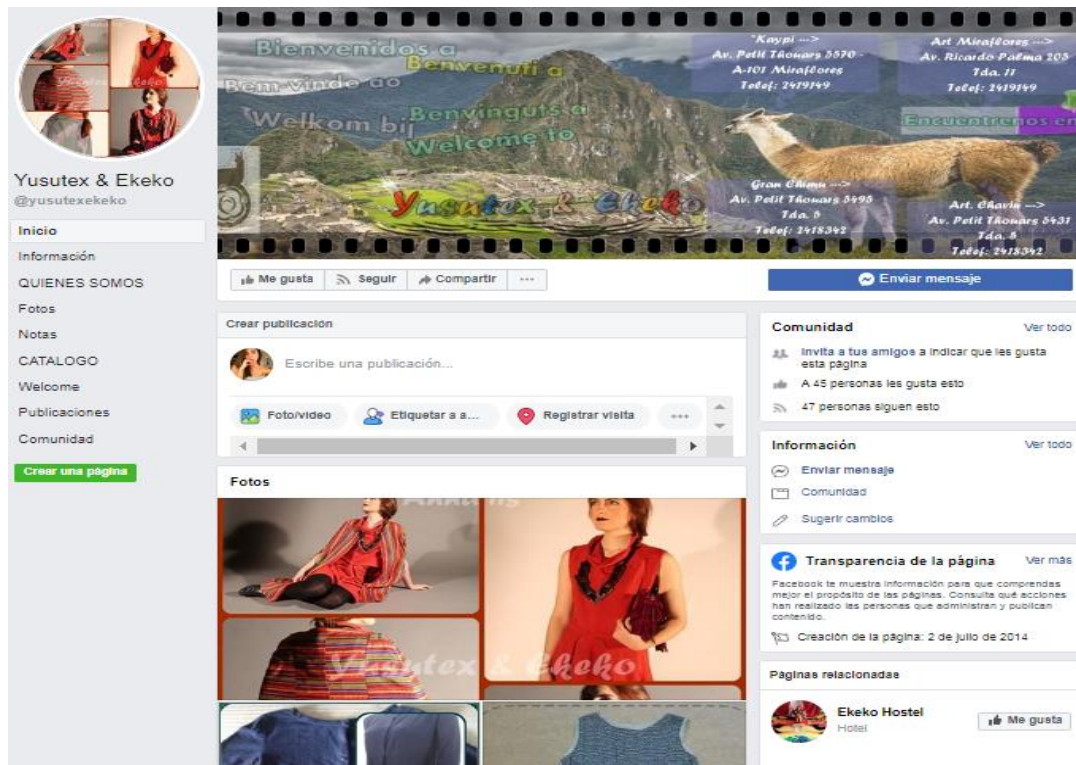 Bienvenidos a
Benvenuti a
Bem-vindo ao
Benvinguts a
Welkom bij
Welcome to
Yusutex & Ekeko
"Kaypi --->
Av. Petit Thouars 5570 -
A-101 Miraflores
Telef: 2419149
Art Miraflores --->
Av. Ricardo Palma 205
Tda. 11
Telef: 2419149
Encuentrenos en
Gran Chimu --->
Av. Petit Thouars 5495
Tda. 5
Telef: 2418342
Art. Chavin --->
Av. Petit Thouars 5431
Tda. 8
Telef: 2418342
Yusutex & Ekeko
@yusutexekeko
Inicio
Información
QUIENES SOMOS
Fotos
Notas
CATALOGO
Welcome
Publicaciones
Comunidad
Crear una página
Me gusta
Seguir
Compartir
Enviar mensaje
Crear publicación
Escribe una publicación...
Foto/video
Etiquetar a a...
Registrar visita
Fotos
Yusutex & Ekeko
Comunidad
Ver todo
Invita a tus amigos a indicar que les gusta
esta página
A 45 personas les gusta esto
47 personas siguen esto
Información
Ver todo
Enviar mensaje
Comunidad
Sugerir cambios
Transparencia de la página
Ver más
Facebook te muestra información para que comprendas
mejor el propósito de las páginas. Consulta qué acciones
han realizado las personas que administran y publican
contenido.
Creación de la página: 2 de julio de 2014
Páginas relacionadas
Ekeko Hostel
Hotel
Me gusta